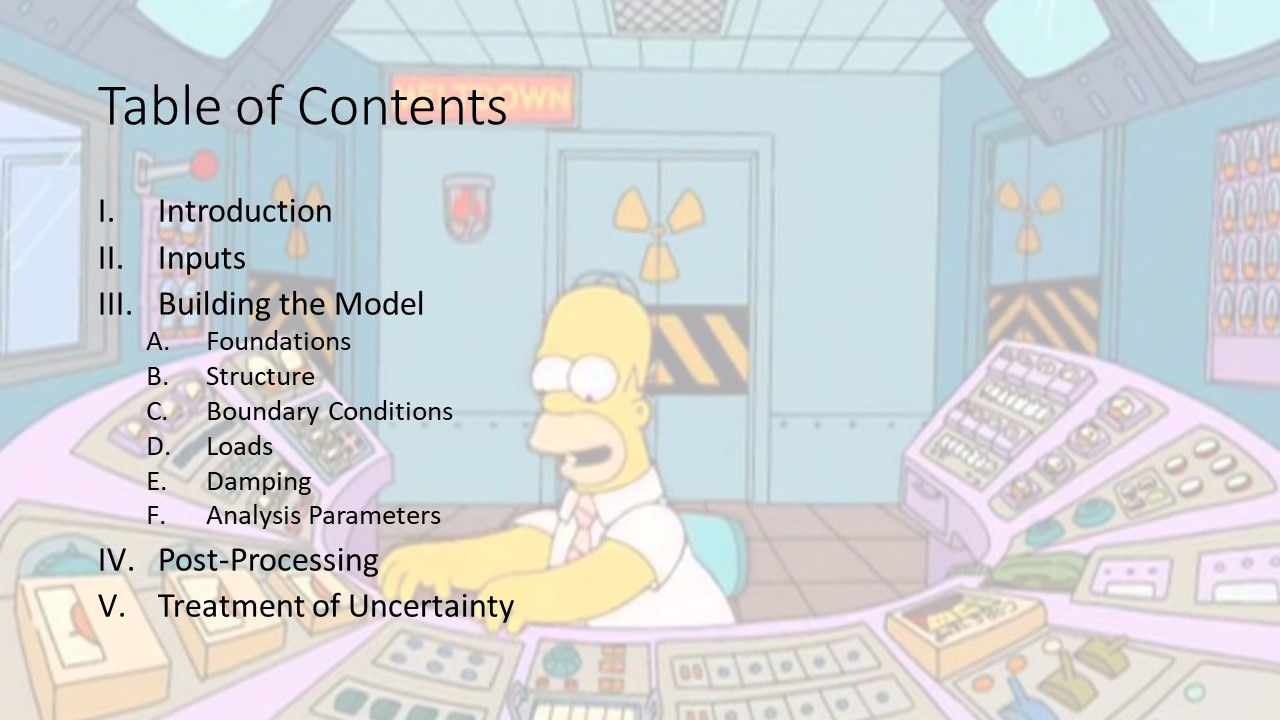 Table of Contents
MELTDOWN
I. Introduction
II. Inputs
III. Building the Model
A. Foundations
B. Structure
C. Boundary Conditions
D. Loads
E. Damping
F. Analysis Parameters
IV. Post-Processing
V. Treatment of Uncertainty